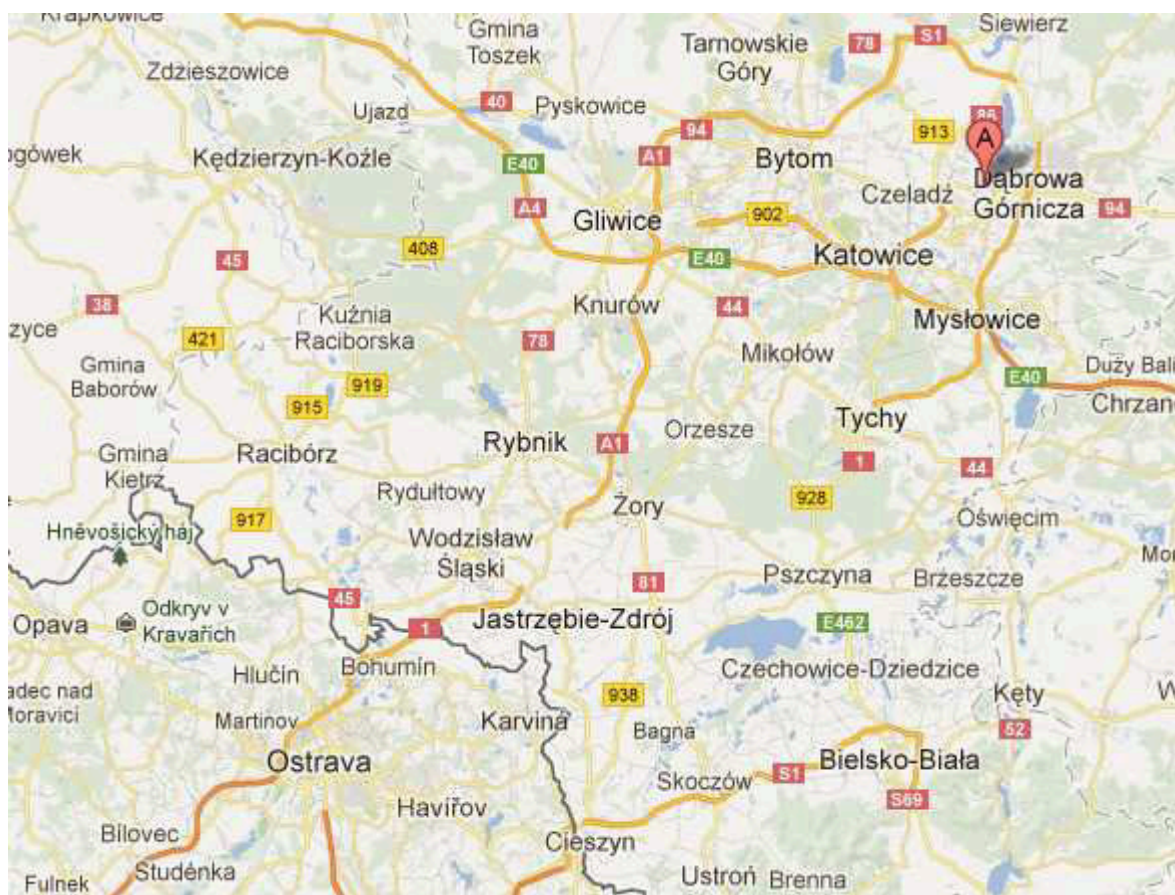 Krapkowice
Gmina
Toszek
Tarnowskie
Góry
78
S1
Siewierz
Zdzieszowice
Ujazd
40
Pyskowice
86
94
913
A
ogówek
Kędzierzyn-Koźle
E40
A1
Bytom
Czeladź
Dąbrowa
Górnicza
94
A4
Gliwice
902
408
45
E40
Katowice
38
Knurów
44
Mysłowice
zyce
421
Kuźnia
Raciborska
78
Mikołów
Gmina
Baborów
919
915
E40
Duży Bal
Chrzan
Tychy
Racibórz
Rybnik
A1
Orzesze
Gmina
Kietrz
1
44
Rydułtowy
928
917
Żory
Oświęcim
Hněvošický háj
Wodzisław
Śląski
Mor
45
81
Pszczyna
Brzeszcze
Opava
Odkryv v
Kravařích
1
Jastrzębie-Zdrój
E462
Hlučín
Bohumín
Czechowice-Dziedzice
adec nad
Moravicí
Martinov
Karviná
938
Bagna
Kęty
W
52
Ostrava
Skoczów
S1
Bielsko-Biała
Havířov
S69
Bílovec
Cieszyn
Studénka
Fulnek
Ustroń
Brenna